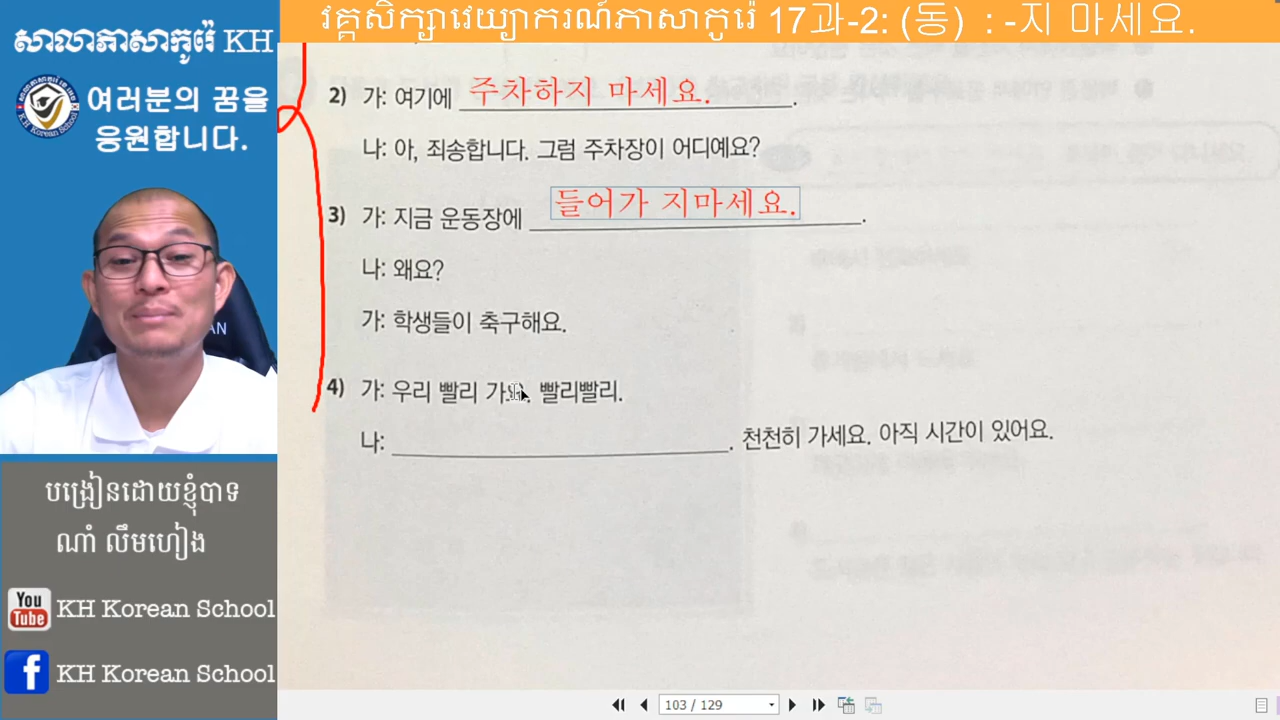 វគ្គសិក្សាវេយ្យាករណ៍ភាសាកូរ៉េ 17과-2: (동) : -지 마세요.
សាលាភាសាកូរ៉េ KH
여러분의 꿈을
응원합니다.
2) 가: 여기에 주차하지 마세요. .
나: 아, 죄송합니다. 그럼 주차장이 어디예요?
3) 가: 지금 운동장에 들어가 지마세요. .
나: 왜요?
가: 학생들이 축구해요.
4) 가: 우리 빨리 가요. 빨리빨리.
나: . 천천히 가세요. 아직 시간이 있어요.
បង្រៀនដោយខ្ញុំបាទ
ណាំ លឹមហៀង
You Tube KH Korean School
f KH Korean School
103 / 129